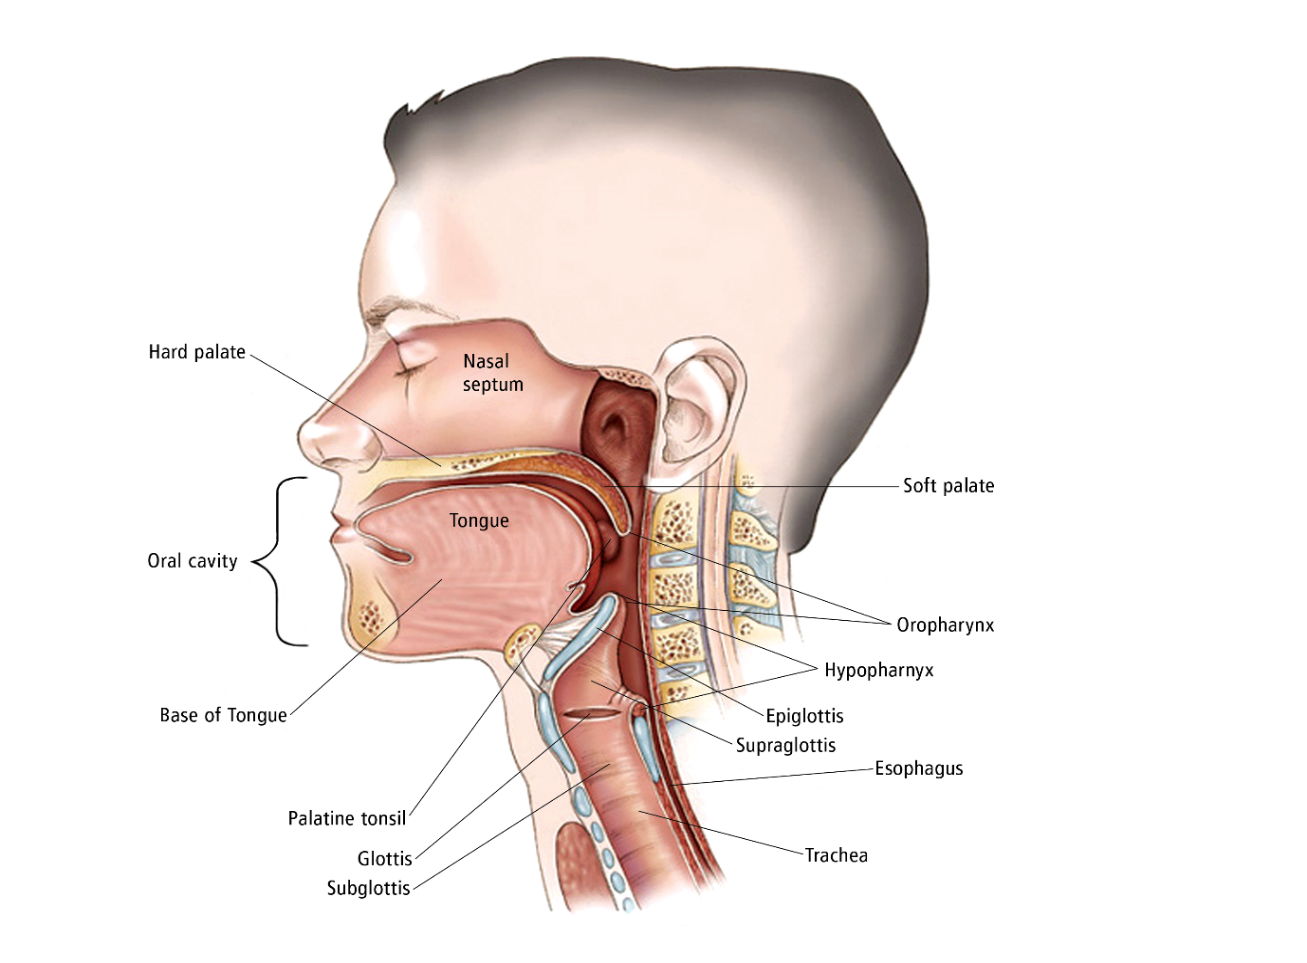 Hard palate
Nasal
septum
Soft palate
Tongue
Oral cavity
Oropharynx
Hypopharnyx
Base of Tongue
Epiglottis
Supraglottis
Esophagus
Palatine tonsil
Trachea
Glottis
Subglottis